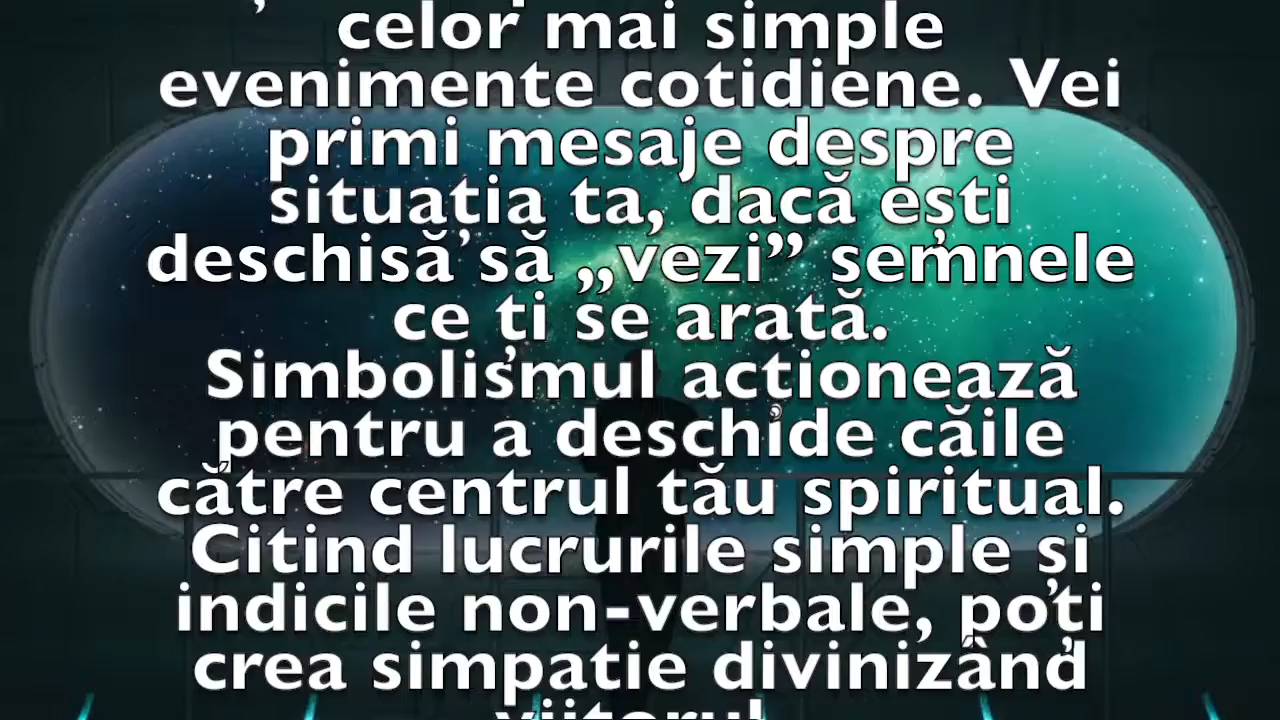 celor mai simple
evenimente cotidiene. Vei
primi mesaje despre
situația ta, dacă ești
deschisă să „vezi” semnele
ce ți se arată.
Simbolismul acționează
pentru a deschide căile
către centrul tău spiritual.
Citind lucrurile simple și
indicile non-verbale, poți
crea simpatie divinizând
viitorul